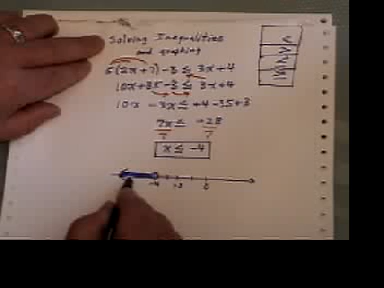 Solving Inequalities
and graphing
5(2x+7) -3 ≤ 3x+4
10x+35-3 ≤ 3x+4
10x -3x ≤ +4 -35+3
7x ≤ -28
7 7
x ≤ -4
-4 -2 0